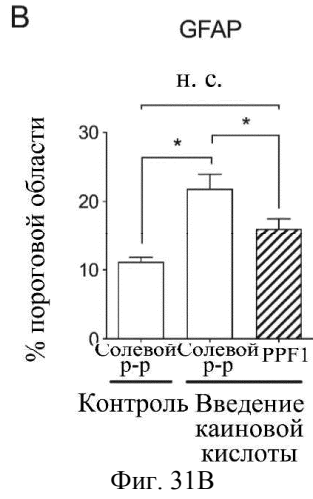 B
GFAP
н. с.
*
*
% пороговой области
30
20
10
0
Солевой р-р
Солевой р-р
PPF1
Контроль
Введение каиновой кислоты
Фиг. 31B